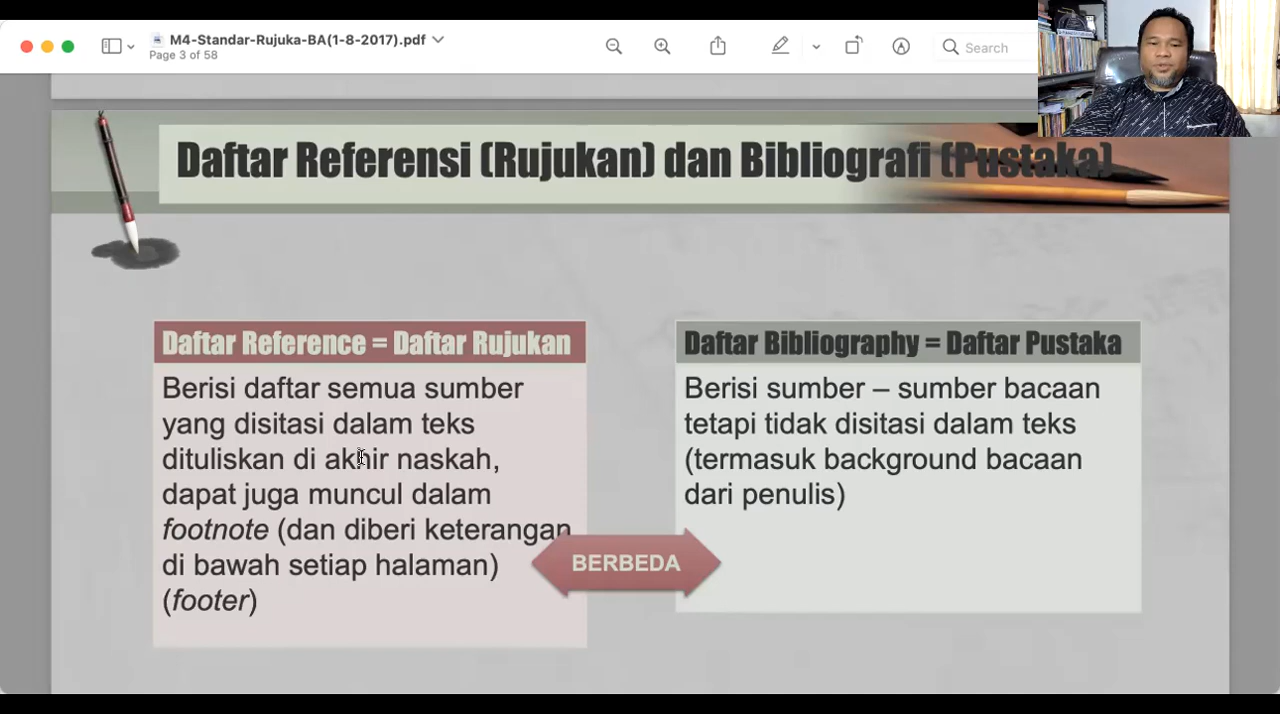 M4-Standar-Rujuka-BA(1-8-2017).pdf
Page 3 of 58
Search
Daftar Referensi (Rujukan) dan Bibliografi (Pustaka)
Daftar Reference = Daftar Rujukan
Berisi daftar semua sumber
yang disitasi dalam teks
dituliskan di akhir naskah,
dapat juga muncul dalam
footnote (dan diberi keterangan
di bawah setiap halaman)
(footer)
BERBEDA
Daftar Bibliography = Daftar Pustaka
Berisi sumber – sumber bacaan
tetapi tidak disitasi dalam teks
(termasuk background bacaan
dari penulis)